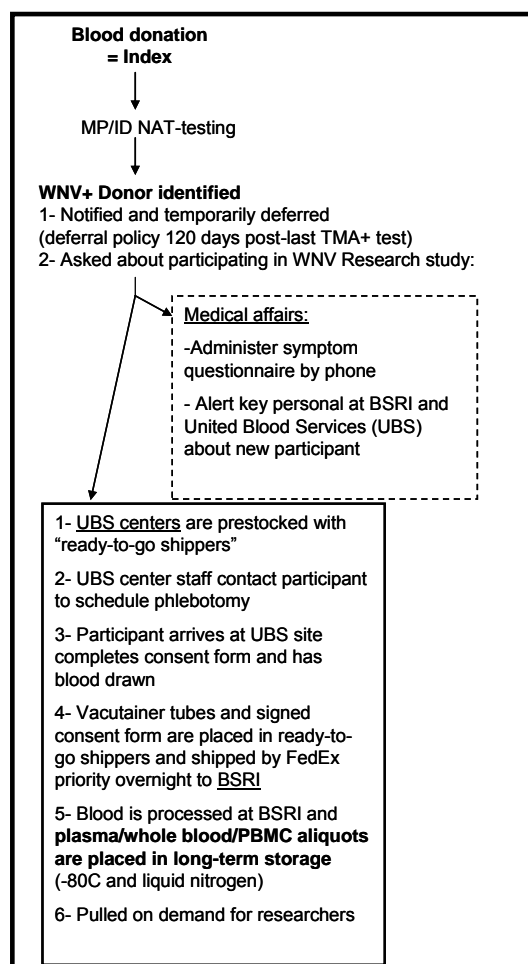 Blood donation
= Index
MP/ID NAT-testing
WNV+ Donor identified
1- Notified and temporarily deferred
(deferral policy 120 days post-last TMA+ test)
2- Asked about participating in WNV Research study:
Medical affairs:
-Administer symptom
questionnaire by phone
- Alert key personal at BSRI and
United Blood Services (UBS)
about new participant
1- UBS centers are prestocked with
“ready-to-go shippers”
2- UBS center staff contact participant
to schedule phlebotomy
3- Participant arrives at UBS site
completes consent form and has
blood drawn
4- Vacutainer tubes and signed
consent form are placed in ready-to-
go shippers and shipped by FedEx
priority overnight to BSRI
5- Blood is processed at BSRI and
plasma/whole blood/PBMC aliquots
are placed in long-term storage
(-80C and liquid nitrogen)
6- Pulled on demand for researchers